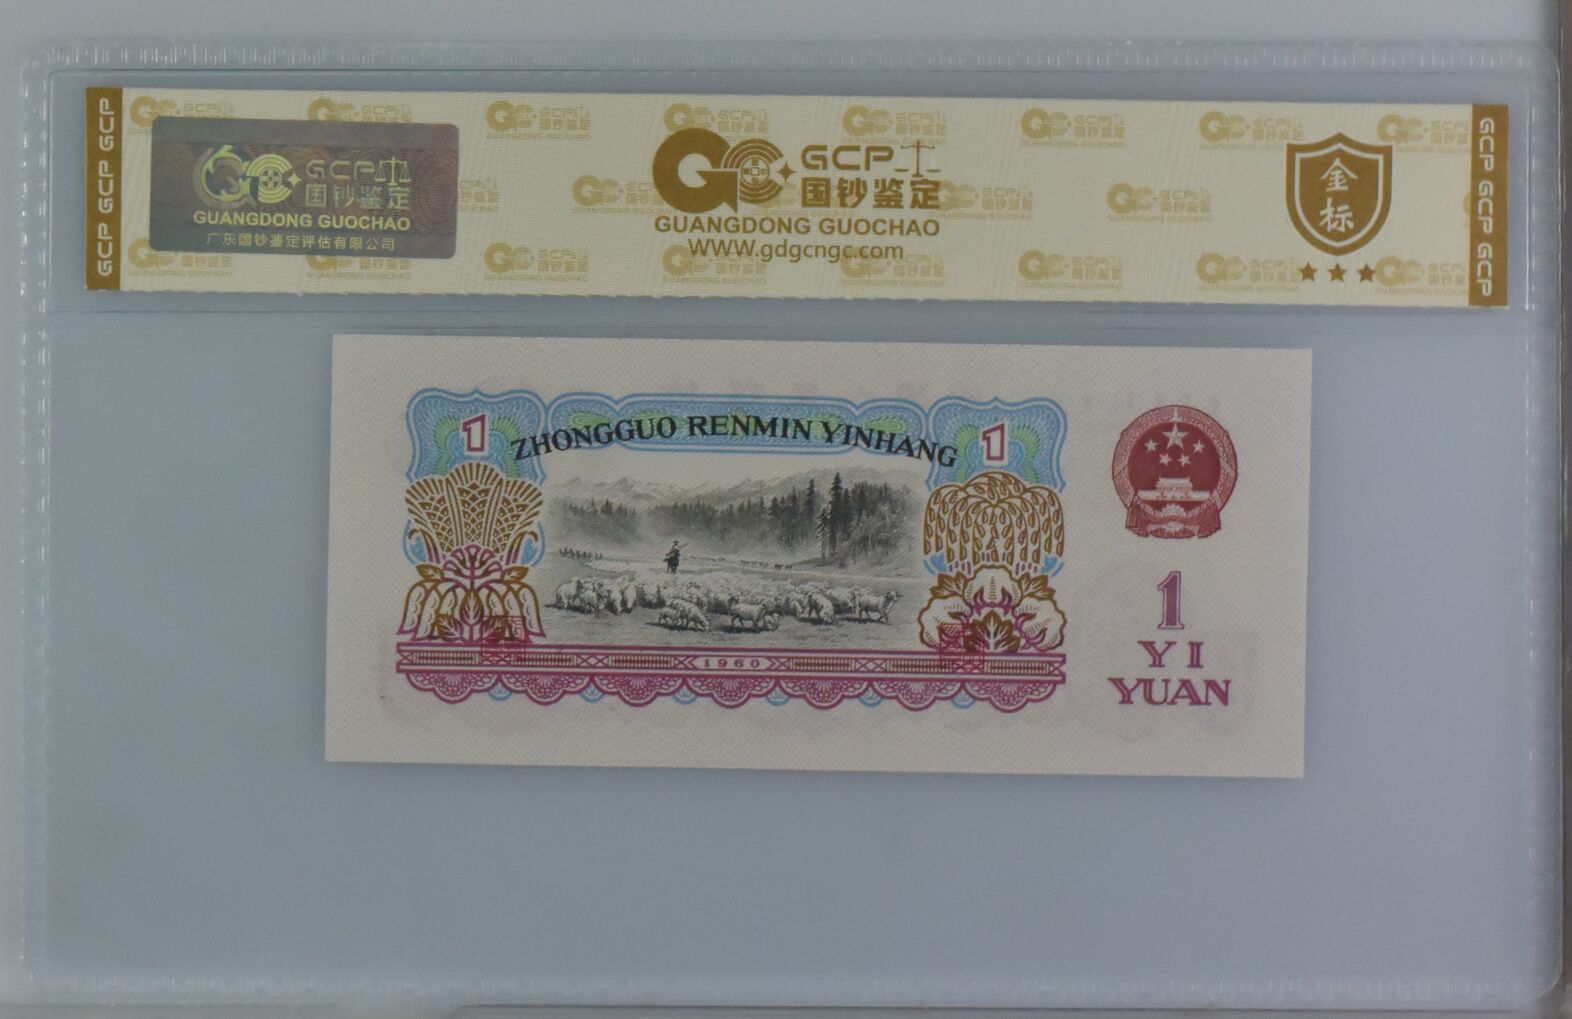 GCP GCP GCP
GCP
国钞鉴定
GUANGDONG GUOCHAO
广东国钞鉴定评估有限公司
GCP
国钞鉴定
GUANGDONG GUOCHAO
WWW.gdgcngc.com
金
标
GCP GCP GCP
1
ZHONGGUO RENMIN YINHANG
1
1960
1
YI
YUAN